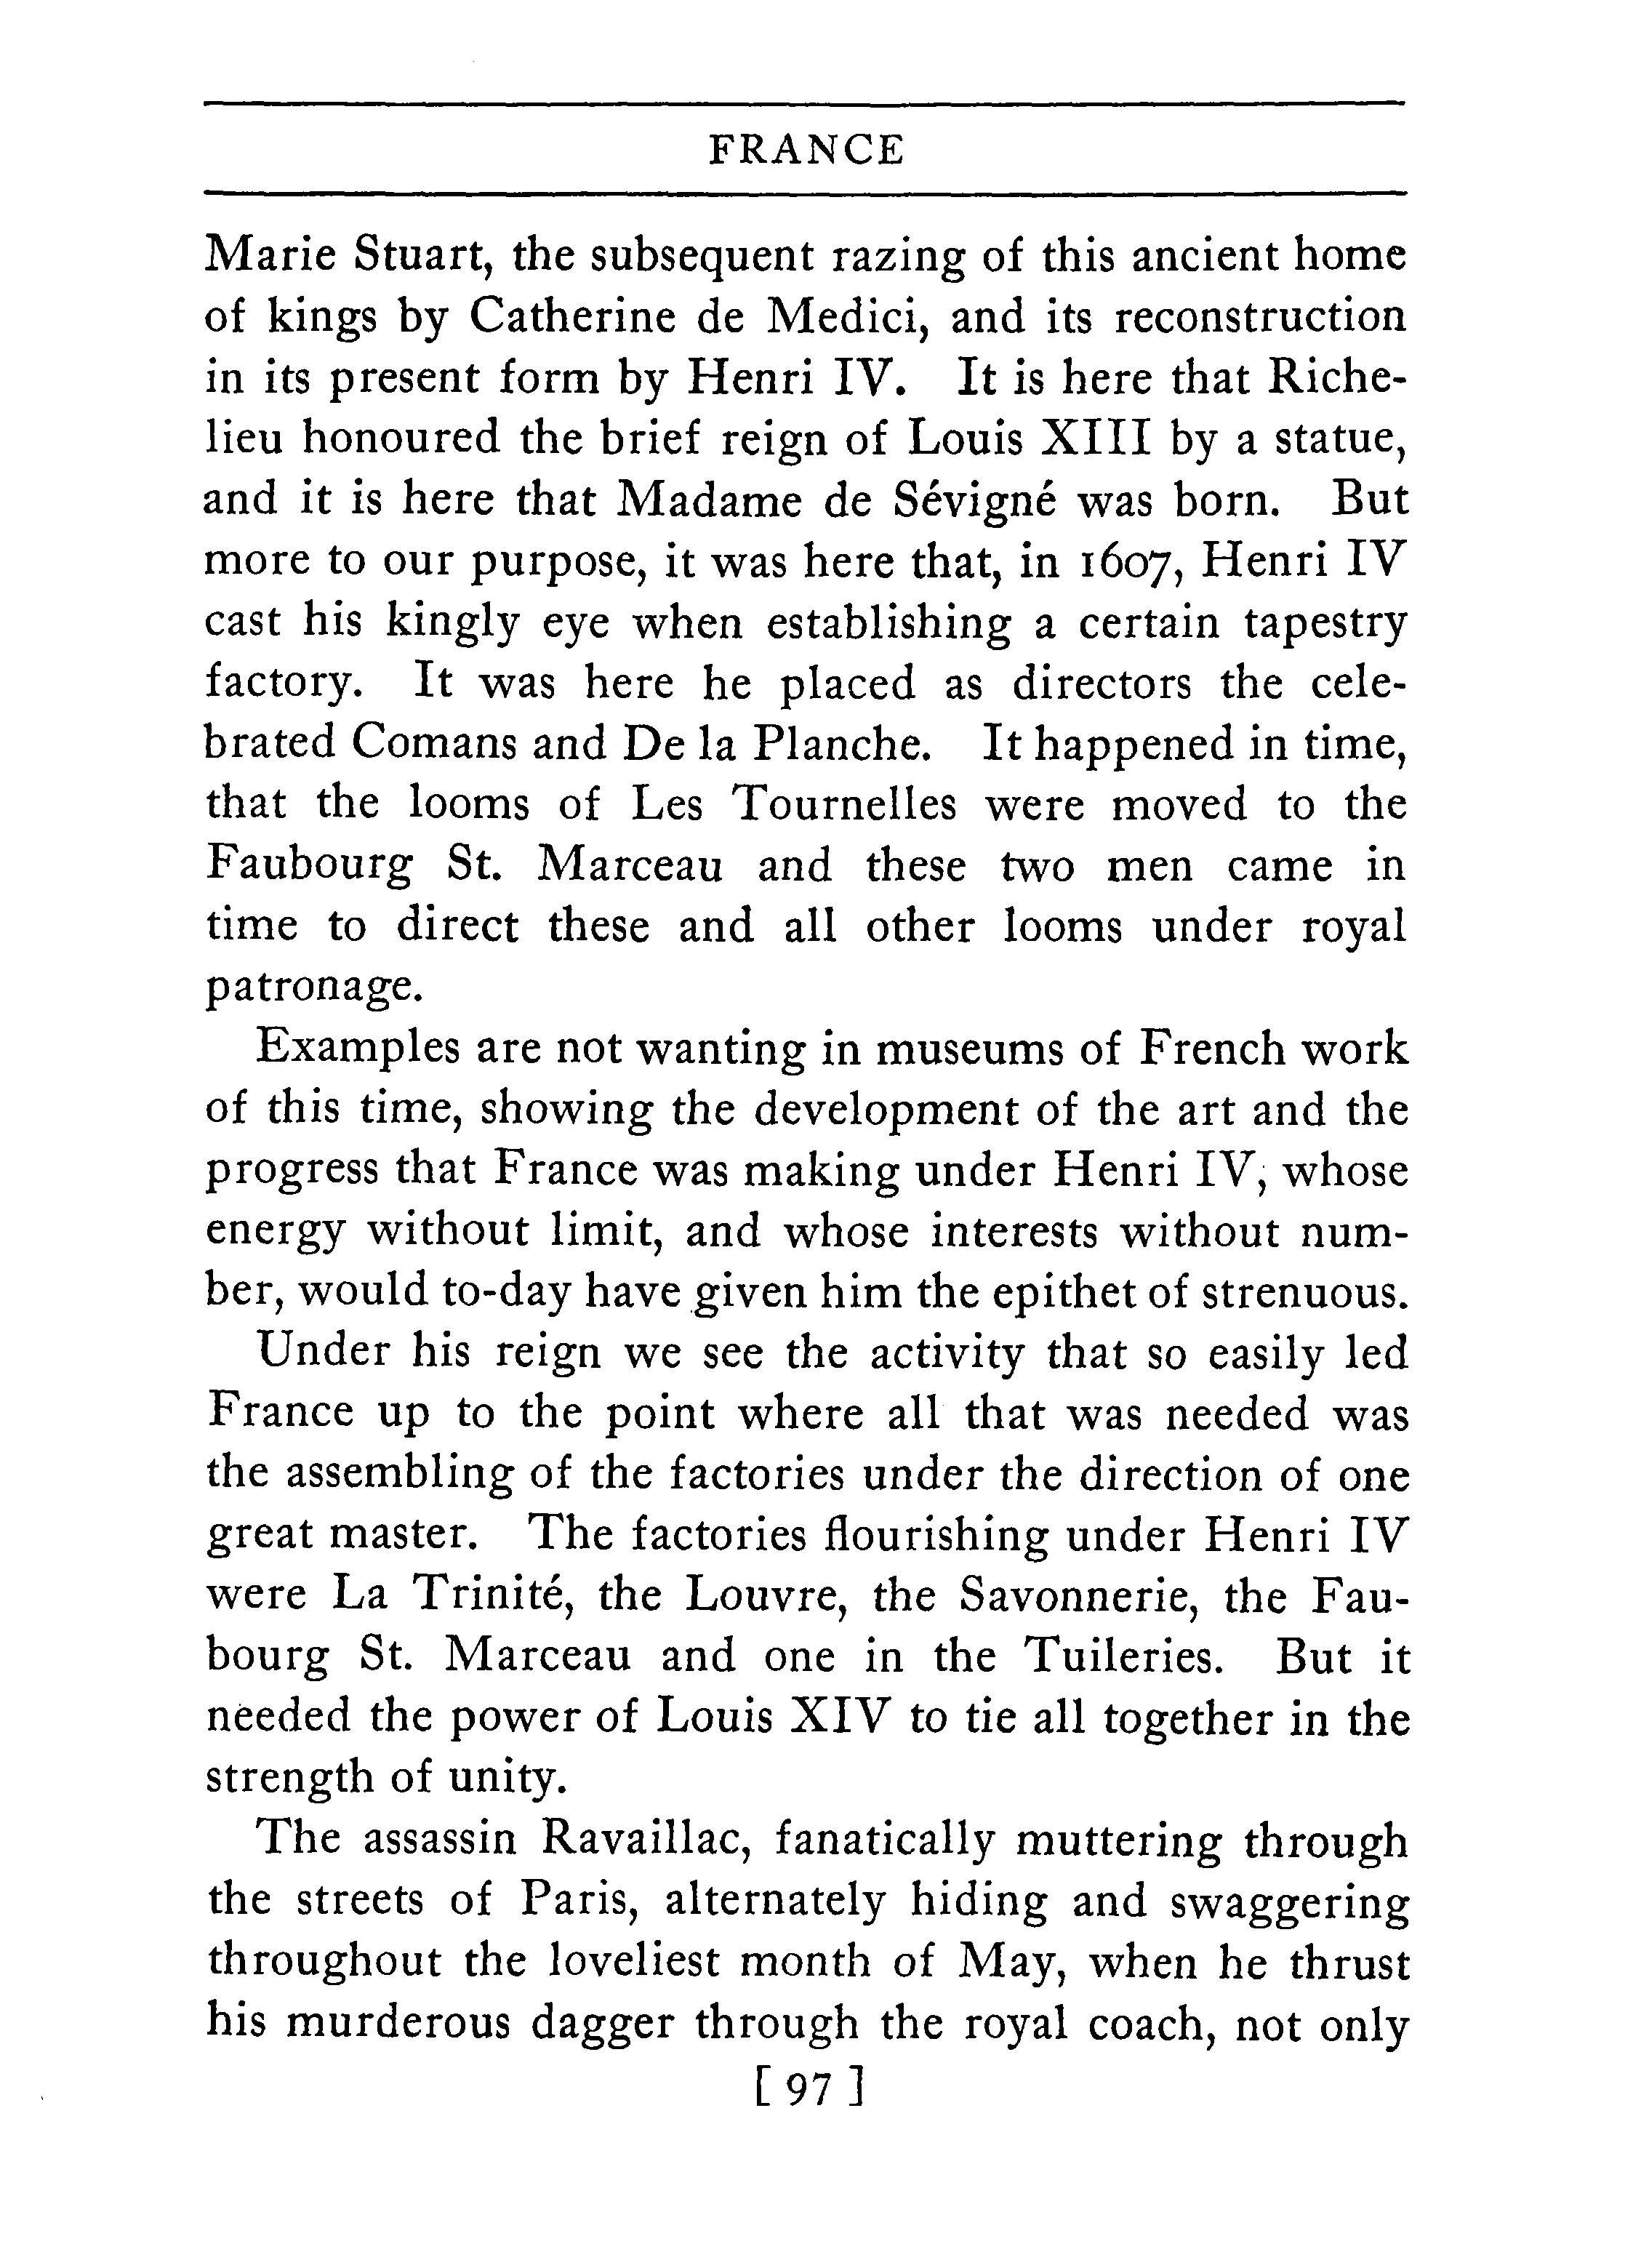 FRANCE
Marie Stuart, the subsequent razing of this ancient home
of kings by Catherine de Medici, and its reconstruction
in its present form by Henri IV. It is here that Riche-
lieu honoured the brief reign of Louis XIII by a statue,
and it is here that Madame de Sévigné was born. But
more to our purpose, it was here that, in 1607, Henri IV
cast his kingly eye when establishing a certain tapestry
factory. It was here he placed as directors the cele-
brated Comans and De la Planche. It happened in time,
that the looms of Les Tournelles were moved to the
Faubourg St. Marceau and these two men came in
time to direct these and all other looms under royal
patronage.
Examples are not wanting in museums of French work
of this time, showing the development of the art and the
progress that France was making under Henri IV, whose
energy without limit, and whose interests without num-
ber, would to-day have given him the epithet of strenuous.
Under his reign we see the activity that so easily led
France up to the point where all that was needed was
the assembling of the factories under the direction of one
great master. The factories flourishing under Henri IV
were La Trinité, the Louvre, the Savonnerie, the Fau-
bourg St. Marceau and one in the Tuileries. But it
needed the power of Louis XIV to tie all together in the
strength of unity.
The assassin Ravaillac, fanatically muttering through
the streets of Paris, alternately hiding and swaggering
throughout the loveliest month of May, when he thrust
his murderous dagger through the royal coach, not only
[ 97 ]